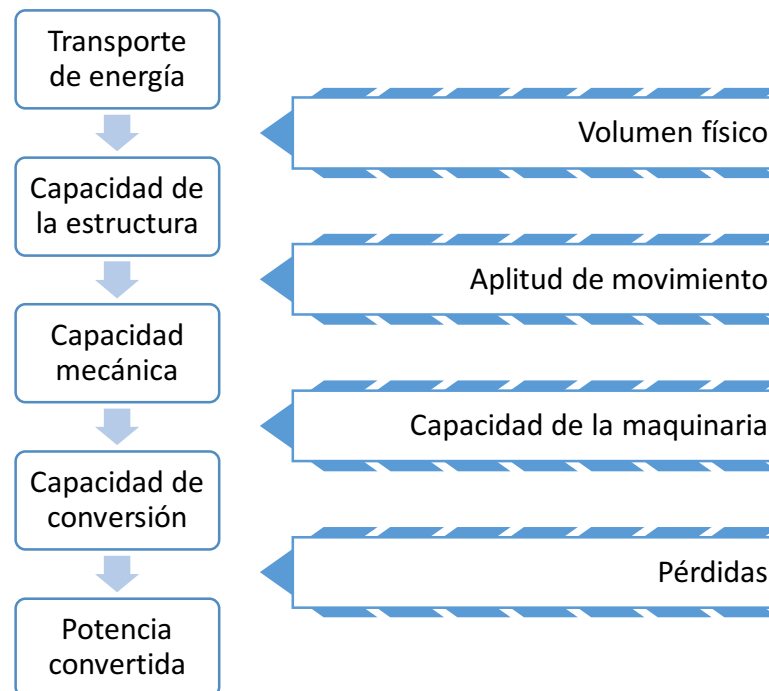 Transporte
de energía
Volumen físico
Capacidad de
la estructura
Aplitud de movimiento
Capacidad
mecánica
Capacidad de la maquinaria
Capacidad de
conversión
Pérdidas
Potencia
convertida